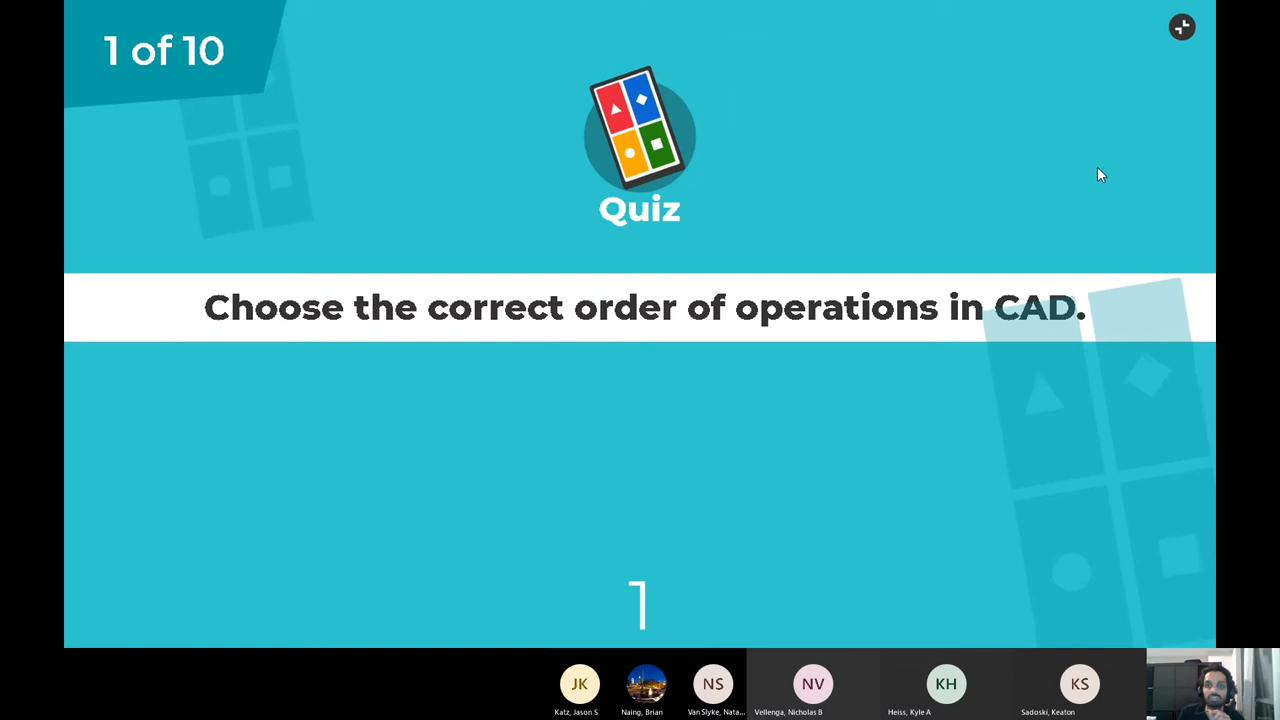 1 of 10
Quiz
Choose the correct order of operations in CAD.
1
JK
NS
NV
KH
KS
Katz, Jason S
Naing, Brian
Van Slyke, Nata...
Vellenga, Nicholas B
Heiss, Kyle A
Sadoski, Keaton